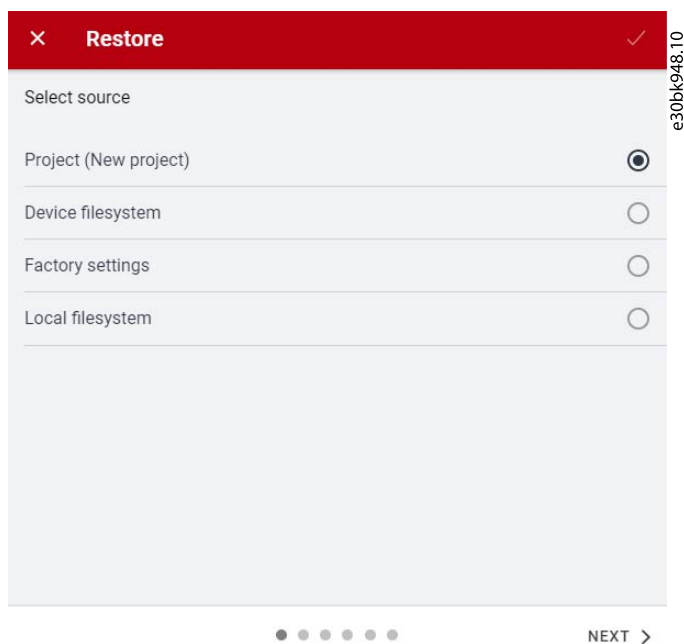 Restore
Select source
Project (New project)
Device filesystem
Factory settings
Local filesystem
NEXT
e30bk948.10